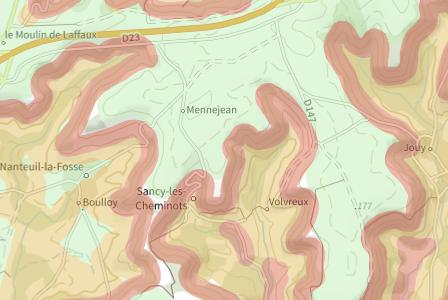 le Moulin de Laffaux
D23
Mennejean
D147
Jouy
Nanteuil-la-Fosse
Sancy-les-
Cheminots
Boulloy
Volvreux
177